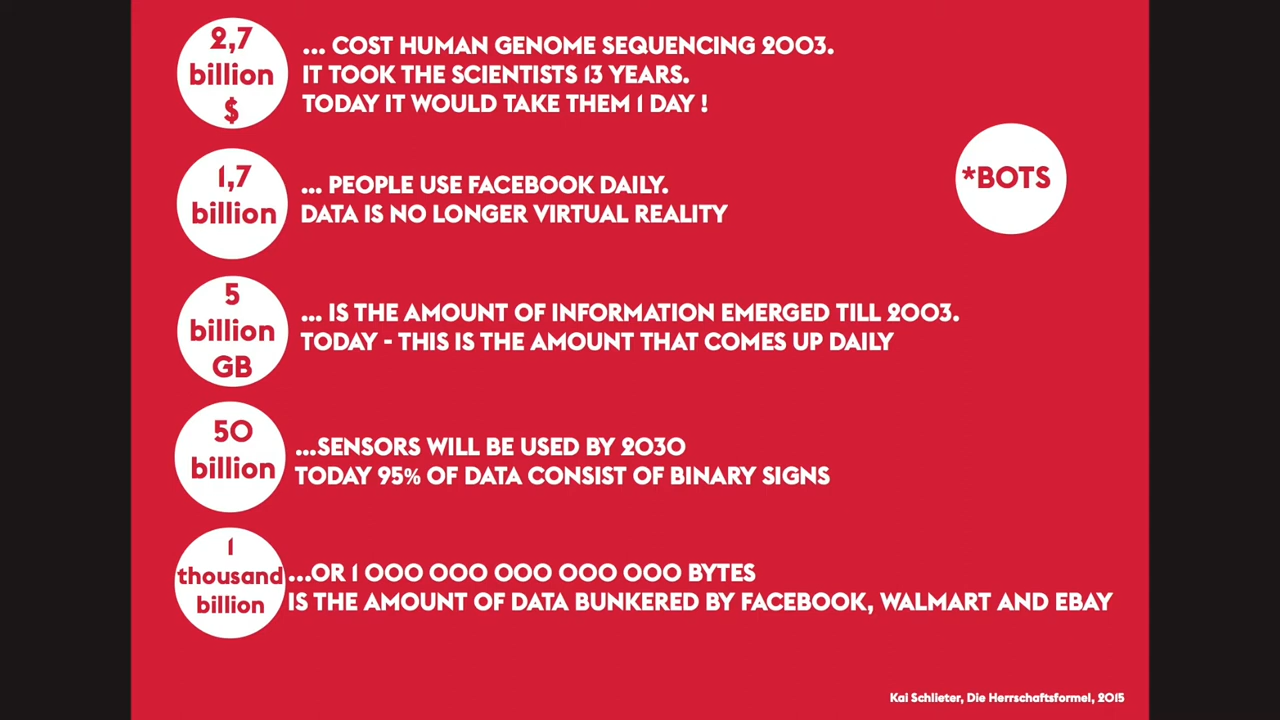 2,7
billion
$
... COST HUMAN GENOME SEQUENCING 2003.
IT TOOK THE SCIENTISTS 13 YEARS.
TODAY IT WOULD TAKE THEM 1 DAY !
*BOTS
1,7
billion
... PEOPLE USE FACEBOOK DAILY.
DATA IS NO LONGER VIRTUAL REALITY
5
billion
GB
... IS THE AMOUNT OF INFORMATION EMERGED TILL 2003.
TODAY - THIS IS THE AMOUNT THAT COMES UP DAILY
50
billion
...SENSORS WILL BE USED BY 2030
TODAY 95% OF DATA CONSIST OF BINARY SIGNS
1
thousand
billion
...OR 1 000 000 000 000 000 BYTES
IS THE AMOUNT OF DATA BUNKERED BY FACEBOOK, WALMART AND EBAY
Kai Schlieter, Die Herrschaftsformel, 2015